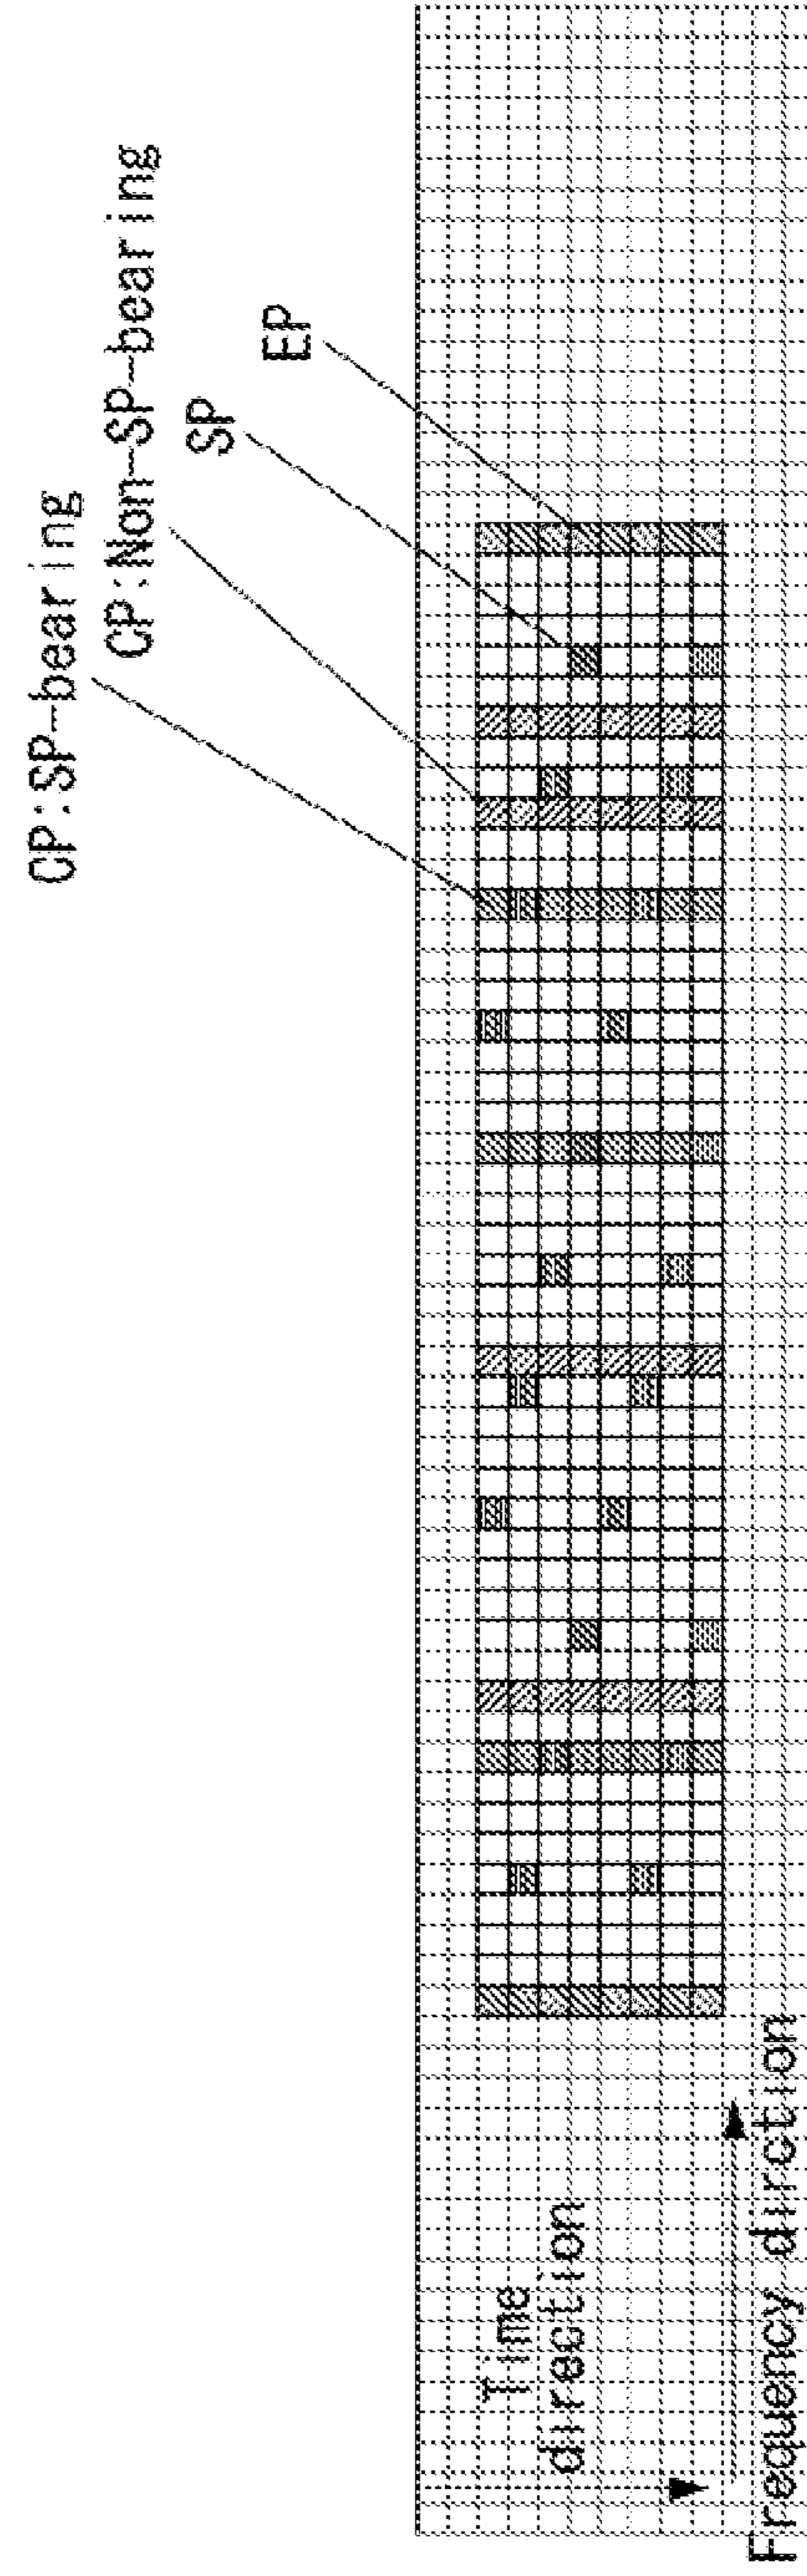 CP:SP-bearing
CP:Non-SP-bearing
SP
EP
Time
direction
Frequency direction